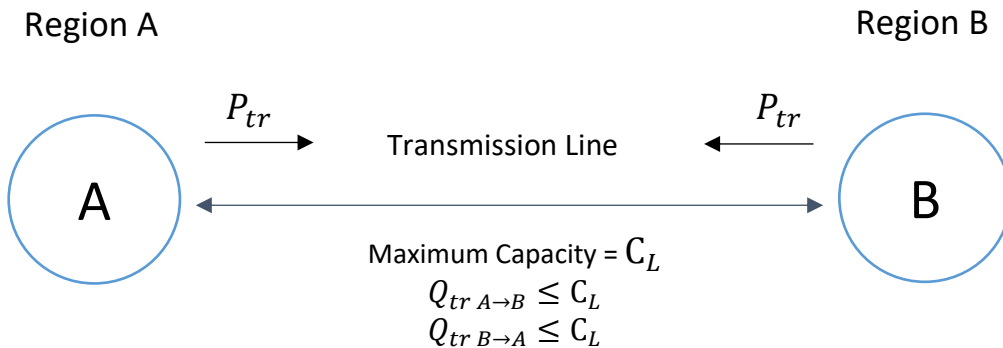 Region A
Region B
P_tr
P_tr
Transmission Line
A
B
Maximum Capacity = C_L
Q_tr A→B ≤ C_L
Q_tr B→A ≤ C_L